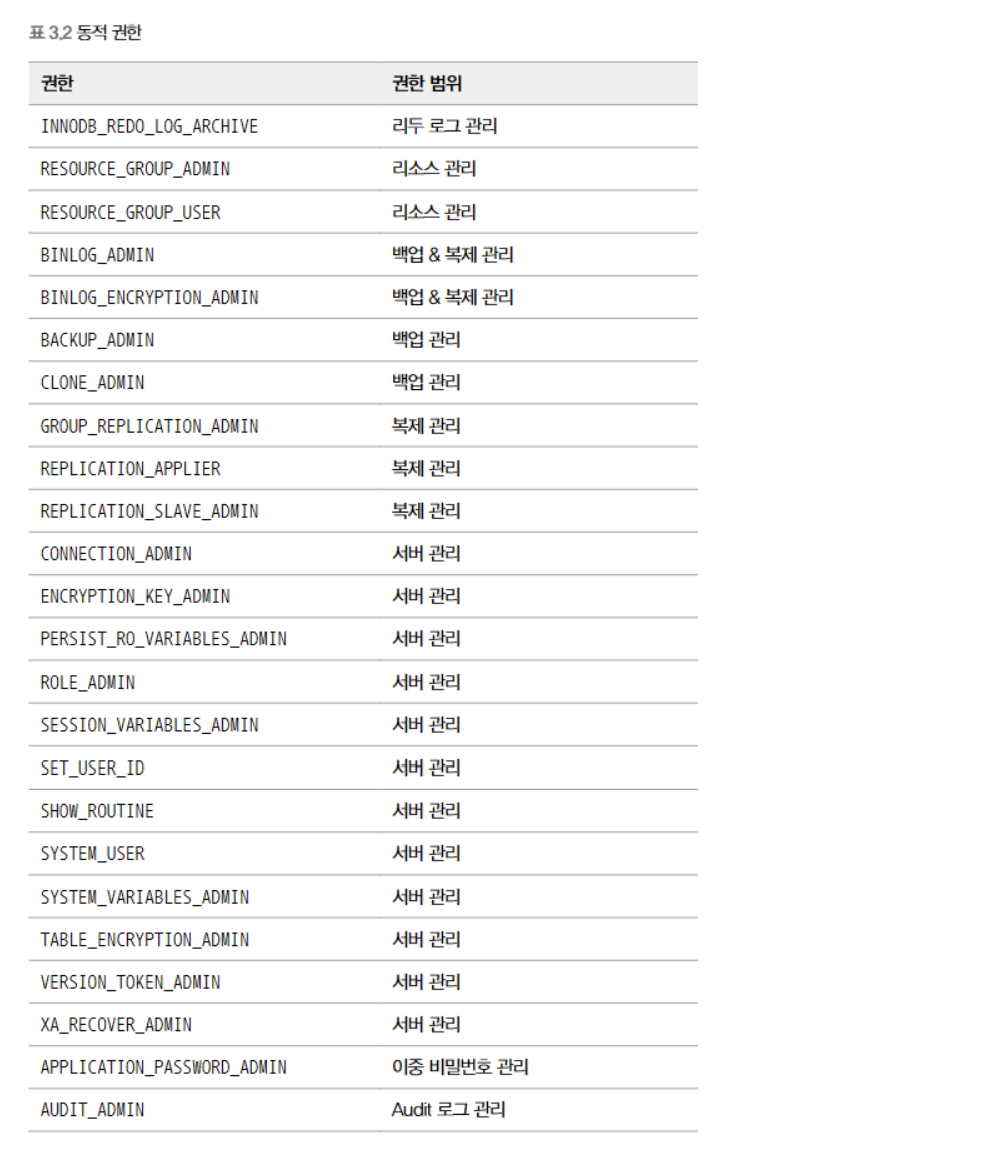 표 3.2 동적 권한
권한 권한 범위
INNODB_REDO_LOG_ARCHIVE 리두 로그 관리
RESOURCE_GROUP_ADMIN 리소스 관리
RESOURCE_GROUP_USER 리소스 관리
BINLOG_ADMIN 백업 & 복제 관리
BINLOG_ENCRYPTION_ADMIN 백업 & 복제 관리
BACKUP_ADMIN 백업 관리
CLONE_ADMIN 백업 관리
GROUP_REPLICATION_ADMIN 복제 관리
REPLICATION_APPLIER 복제 관리
REPLICATION_SLAVE_ADMIN 복제 관리
CONNECTION_ADMIN 서버 관리
ENCRYPTION_KEY_ADMIN 서버 관리
PERSIST_RO_VARIABLES_ADMIN 서버 관리
ROLE_ADMIN 서버 관리
SESSION_VARIABLES_ADMIN 서버 관리
SET_USER_ID 서버 관리
SHOW_ROUTINE 서버 관리
SYSTEM_USER 서버 관리
SYSTEM_VARIABLES_ADMIN 서버 관리
TABLE_ENCRYPTION_ADMIN 서버 관리
VERSION_TOKEN_ADMIN 서버 관리
XA_RECOVER_ADMIN 서버 관리
APPLICATION_PASSWORD_ADMIN 이중 비밀번호 관리
AUDIT_ADMIN Audit 로그 관리